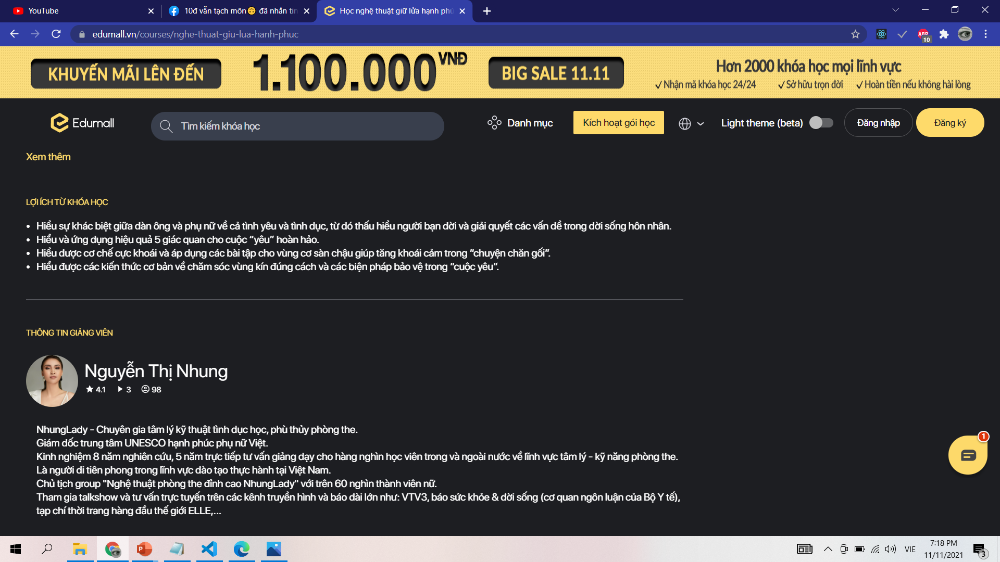 YouTube
10đ vẫn tạch môn🙃 đã nhắn tin
Học nghệ thuật giữ lửa hạnh phú
edumall.vn/courses/nghe-thuat-giu-lua-hanh-phuc
ABP
10
KHUYẾN MÃI LÊN ĐẾN
1.100.000 VNĐ
BIG SALE 11.11
Hơn 2000 khóa học mọi lĩnh vực
✓ Nhận mã khóa học 24/24 ✓ Sở hữu trọn đời ✓ Hoàn tiền nếu không hài lòng
Edumall
Tìm kiếm khóa học
Danh mục
Kích hoạt gói học
Light theme (beta)
Đăng nhập
Đăng ký
Xem thêm
LỢI ÍCH TỪ KHÓA HỌC
• Hiểu sự khác biệt giữa đàn ông và phụ nữ về cả tình yêu và tình dục, từ đó thấu hiểu người bạn đời và giải quyết các vấn đề trong đời sống hôn nhân.
• Hiểu và ứng dụng hiệu quả 5 giác quan cho cuộc “yêu” hoàn hảo.
• Hiểu được cơ chế cực khoái và áp dụng các bài tập cho vùng cơ sàn chậu giúp tăng khoái cảm trong “chuyện chăn gối”.
• Hiểu được các kiến thức cơ bản về chăm sóc vùng kín đúng cách và các biện pháp bảo vệ trong “cuộc yêu”.
THÔNG TIN GIẢNG VIÊN
Nguyễn Thị Nhung
4.1 3 98
NhungLady - Chuyên gia tâm lý kỹ thuật tình dục học, phù thủy phòng the.
Giám đốc trung tâm UNESCO hạnh phúc phụ nữ Việt.
Kinh nghiệm 8 năm nghiên cứu, 5 năm trực tiếp tư vấn giảng dạy cho hàng nghìn học viên trong và ngoài nước về lĩnh vực tâm lý - kỹ năng phòng the.
Là người đi tiên phong trong lĩnh vực đào tạo thực hành tại Việt Nam.
Chủ tịch group "Nghệ thuật phòng the đỉnh cao NhungLady" với trên 60 nghìn thành viên nữ.
Tham gia talkshow và tư vấn trực tuyến trên các kênh truyền hình và báo đài lớn như: VTV3, báo sức khỏe & đời sống (cơ quan ngôn luận của Bộ Y tế),
tạp chí thời trang hàng đầu thế giới ELLE,...
1
VIE
7:18 PM
11/11/2021
3